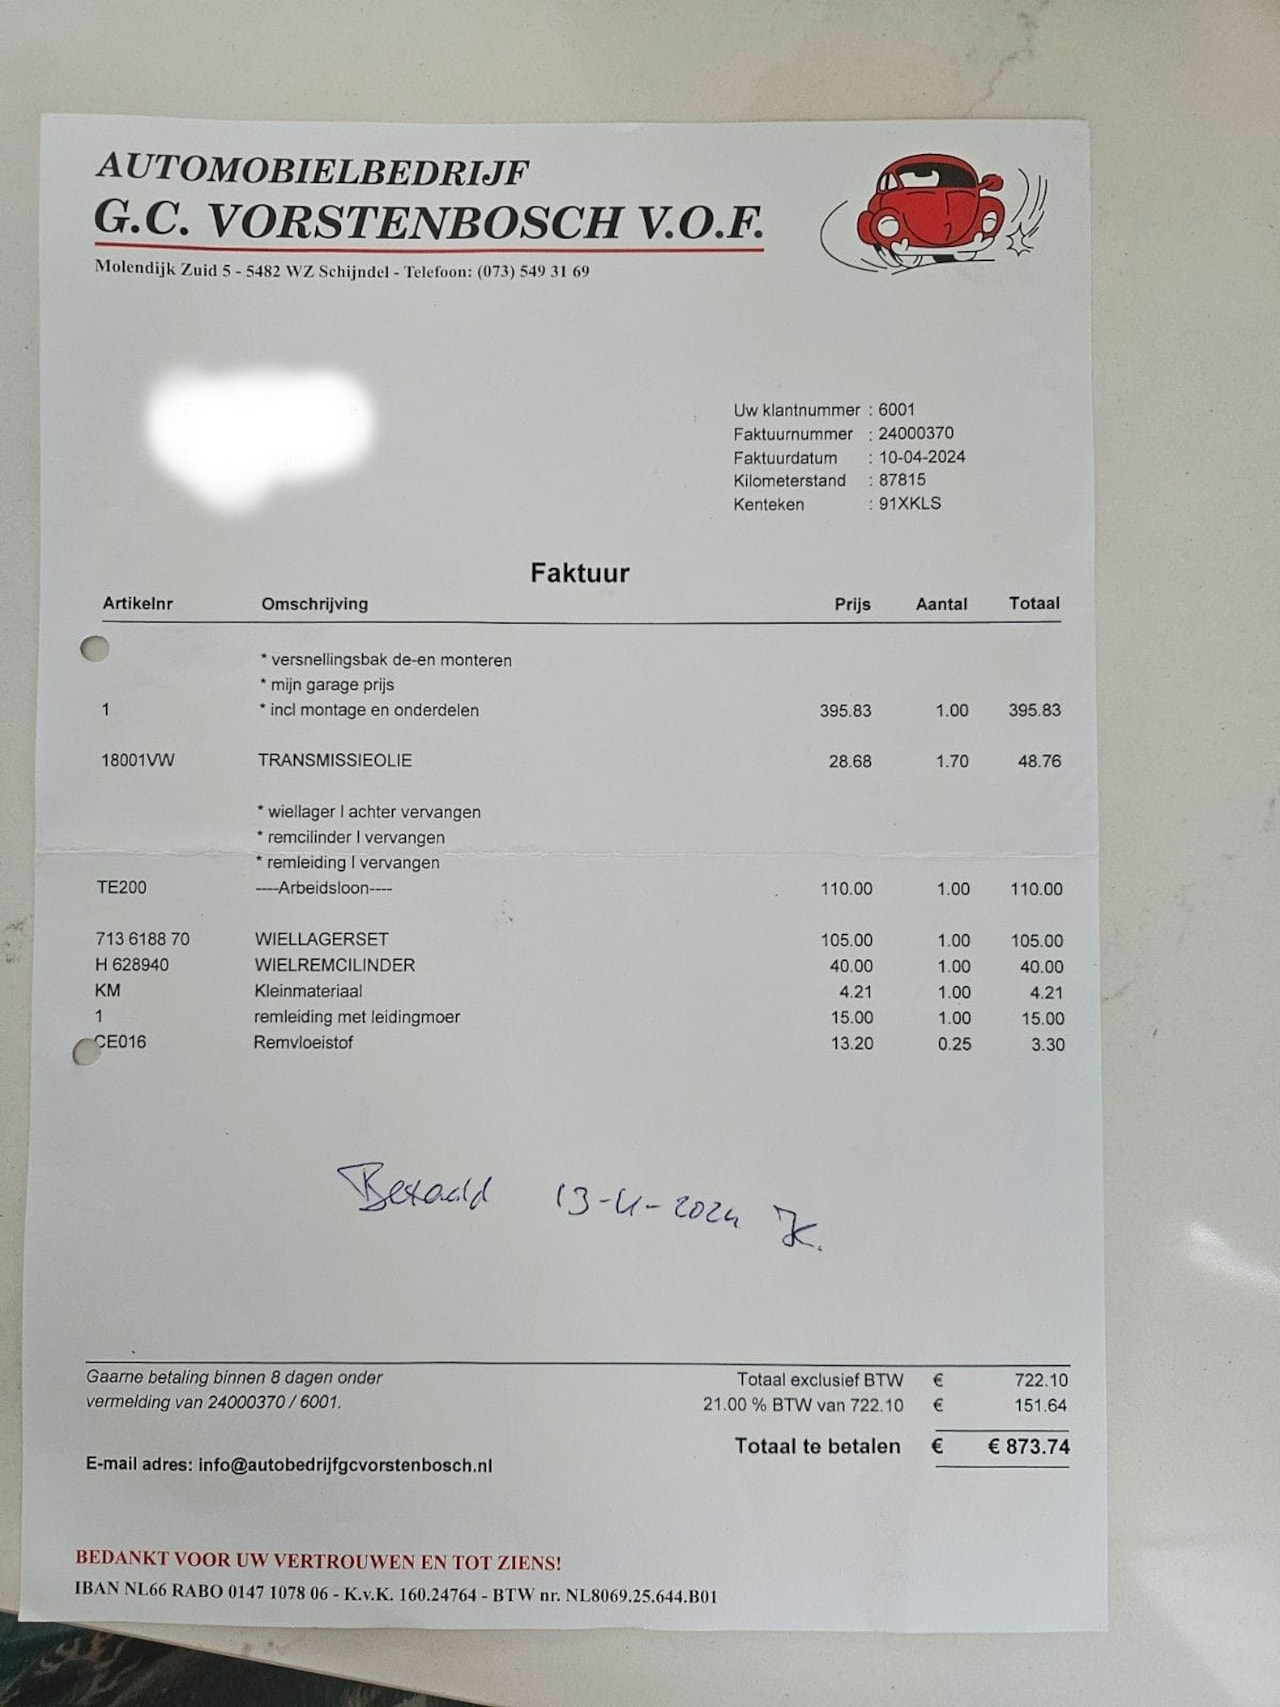 AUTOMOBIELBEDRIJF
G.C. VORSTENBOSCH V.O.F.
Molendijk Zuid 5 - 5482 WZ Schijndel - Telefoon: (073) 549 31 69
Uw klantnummer : 6001
Faktuurnummer : 24000370
Faktuurdatum : 10-04-2024
Kilometerstand : 87815
Kenteken : 91XKLS
Faktuur
Artikelnr Omschrijving Prijs Aantal Totaal
* versnellingsbak de-en monteren
* mijn garage prijs
1 * incl montage en onderdelen 395.83 1.00 395.83
18001VW TRANSMISSIEOLIE 28.68 1.70 48.76
* wiellager l achter vervangen
* remcilinder l vervangen
* remleiding l vervangen
TE200 ----Arbeidsloon---- 110.00 1.00 110.00
713 6188 70 WIELLAGERSET 105.00 1.00 105.00
H 628940 WIELREMCILINDER 40.00 1.00 40.00
KM Kleinmateriaal 4.21 1.00 4.21
1 remleiding met leidingmoer 15.00 1.00 15.00
CE016 Remvloeistof 13.20 0.25 3.30
Betaald 13-4-2024 JK.
Gaarne betaling binnen 8 dagen onder
vermelding van 24000370 / 6001.
Totaal exclusief BTW € 722.10
21.00 % BTW van 722.10 € 151.64
Totaal te betalen € € 873.74
E-mail adres: info@autobedrijfgcvorstenbosch.nl
BEDANKT VOOR UW VERTROUWEN EN TOT ZIENS!
IBAN NL66 RABO 0147 1078 06 - K.v.K. 160.24764 - BTW nr. NL8069.25.644.B01